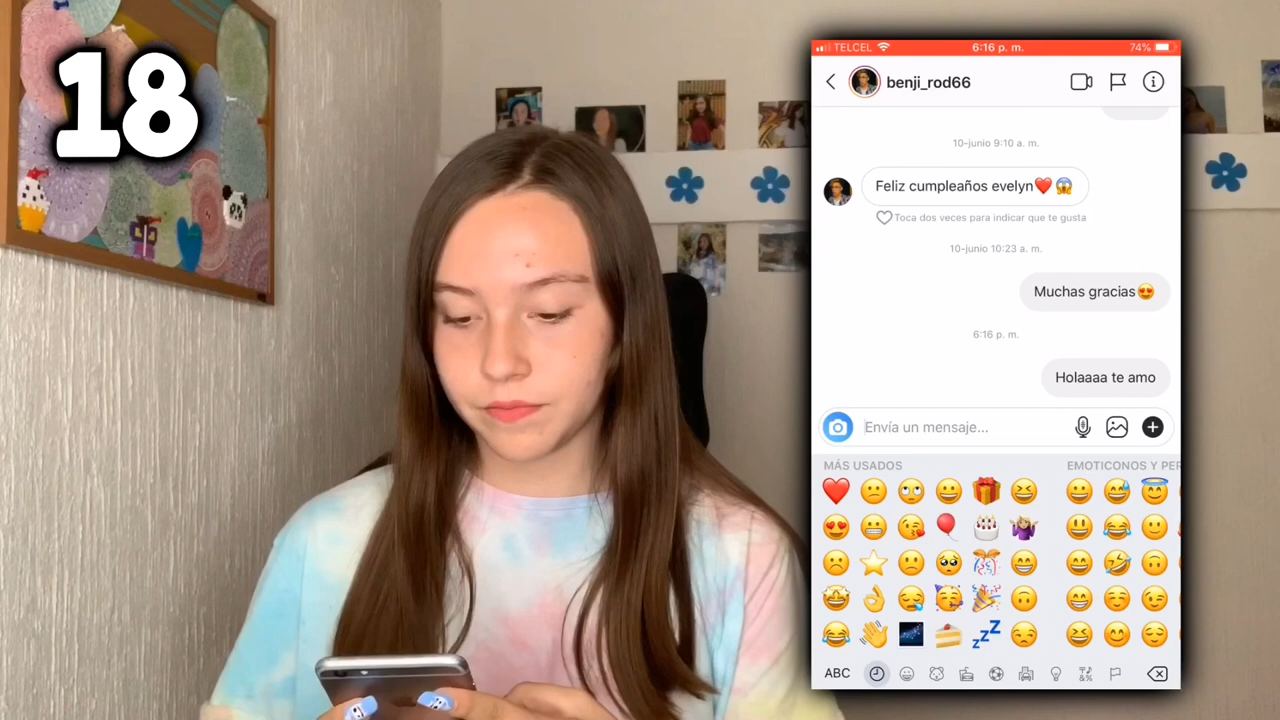 18
TELCEL
6:16 p. m.
74%
benji_rod66
10-junio 9:10 a. m.
Feliz cumpleaños evelyn❤️😱
Toca dos veces para indicar que te gusta
10-junio 10:23 a. m.
Muchas gracias😍
6:16 p. m.
Holaaaa te amo
Envía un mensaje...
MÁS USADOS
EMOTICONOS Y PER
ABC